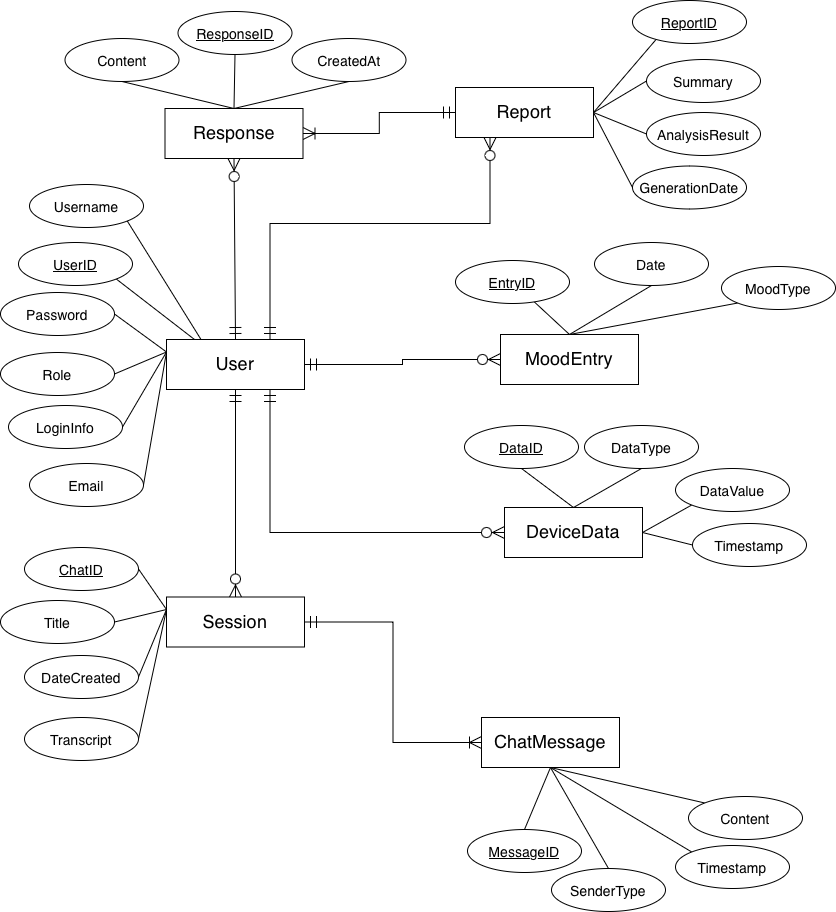 ResponseID
Content
CreatedAt
Response
ReportID
Summary
Report
AnalysisResult
GenerationDate
Username
UserID
Password
Role
LoginInfo
Email
User
EntryID
Date
MoodType
MoodEntry
DataID
DataType
DataValue
Timestamp
DeviceData
ChatID
Title
DateCreated
Transcript
Session
ChatMessage
Content
MessageID
Timestamp
SenderType